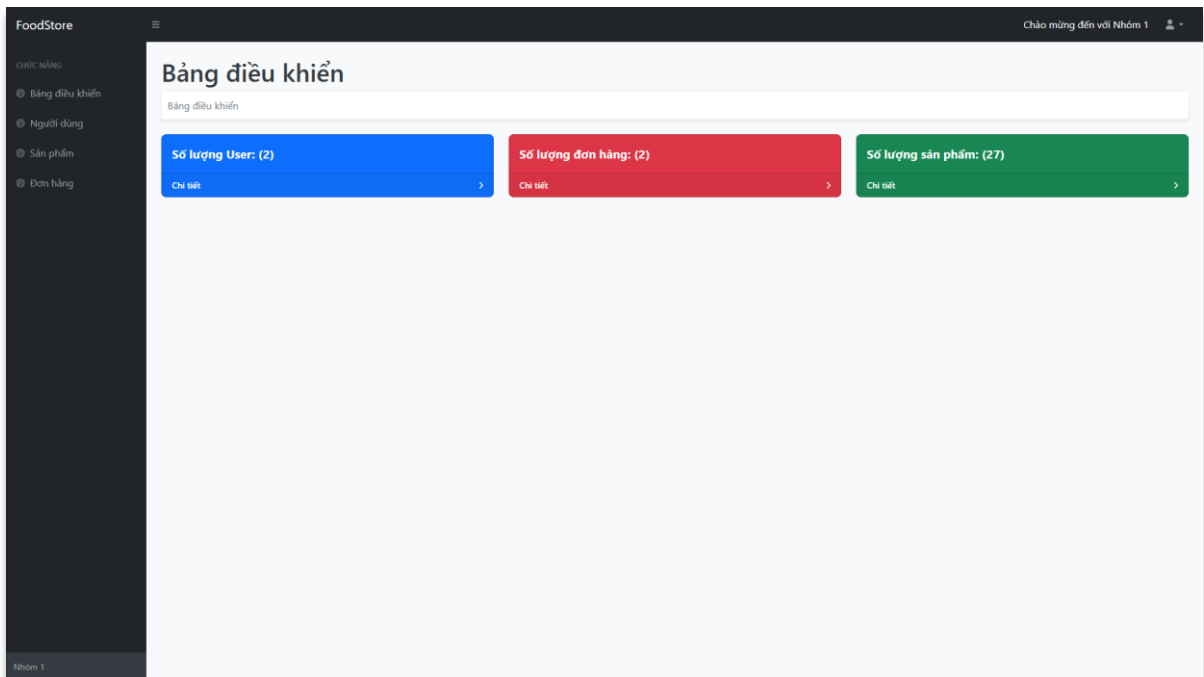 FoodStore
Chào mừng đến với Nhóm 1
CHỨC NĂNG
Bảng điều khiển
Người dùng
Sản phẩm
Đơn hàng
Bảng điều khiển
Bảng điều khiển
Số lượng User: (2)
Chi tiết
Số lượng đơn hàng: (2)
Chi tiết
Số lượng sản phẩm: (27)
Chi tiết
Nhóm 1